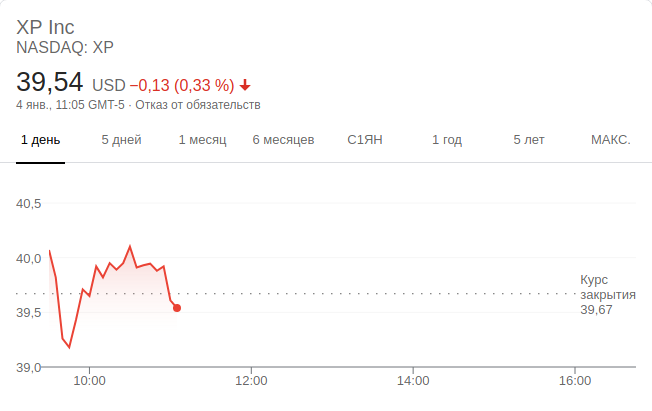 XP Inc
NASDAQ: XP
39,54 USD −0,13 (0,33 %)
4 янв., 11:05 GMT-5 · Отказ от обязательств
1 день 5 дней 1 месяц 6 месяцев С1ЯН 1 год 5 лет МАКС.
40,5
40,0
39,5
39,0
Курс
закрытия
39,67
10:00 12:00 14:00 16:00